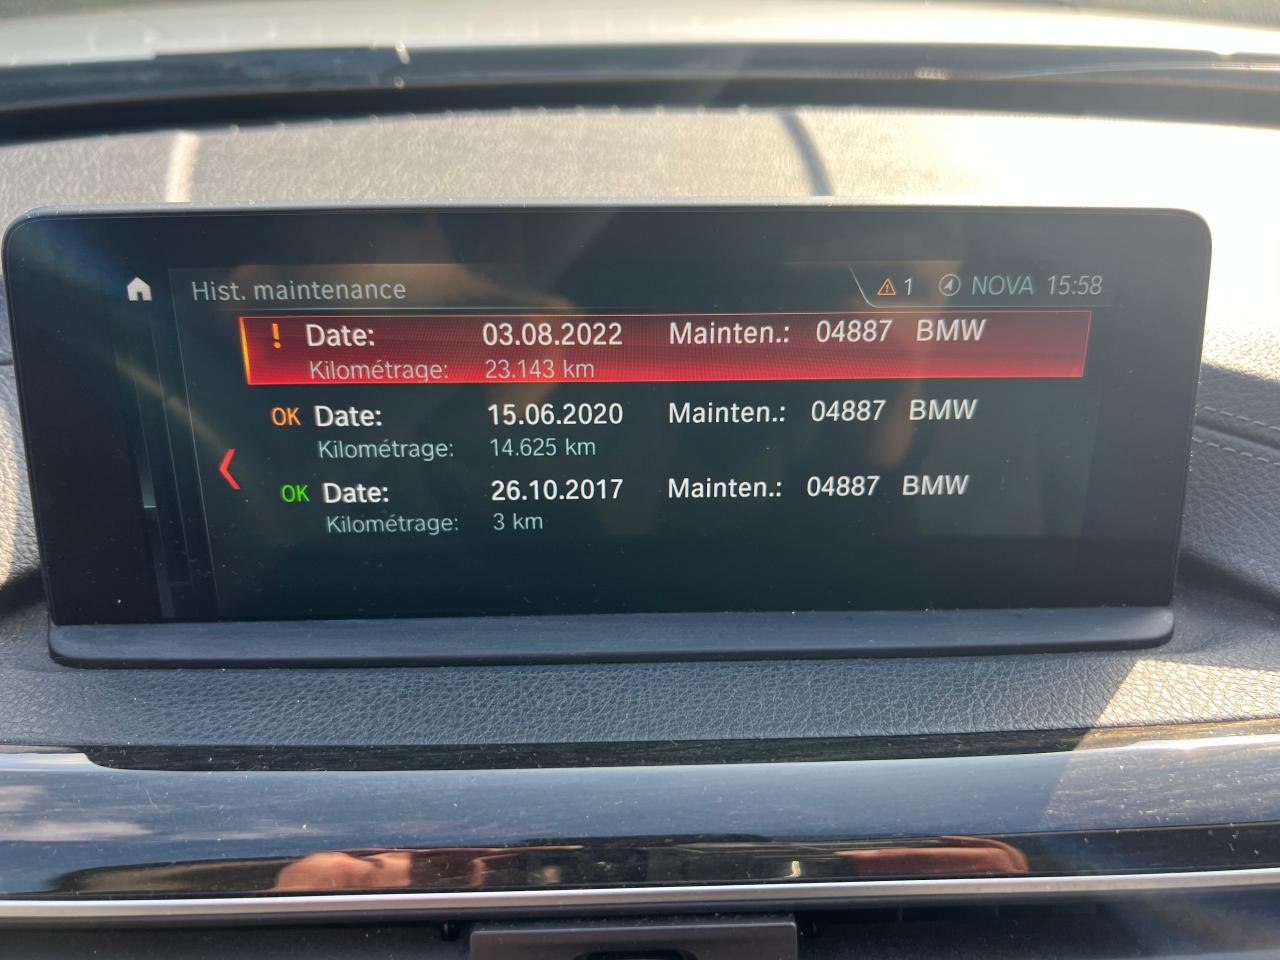 Hist. maintenance 1 NOVA 15:58
! Date: 03.08.2022 Mainten.: 04887 BMW
Kilométrage: 23.143 km
OK Date: 15.06.2020 Mainten.: 04887 BMW
Kilométrage: 14.625 km
OK Date: 26.10.2017 Mainten.: 04887 BMW
Kilométrage: 3 km